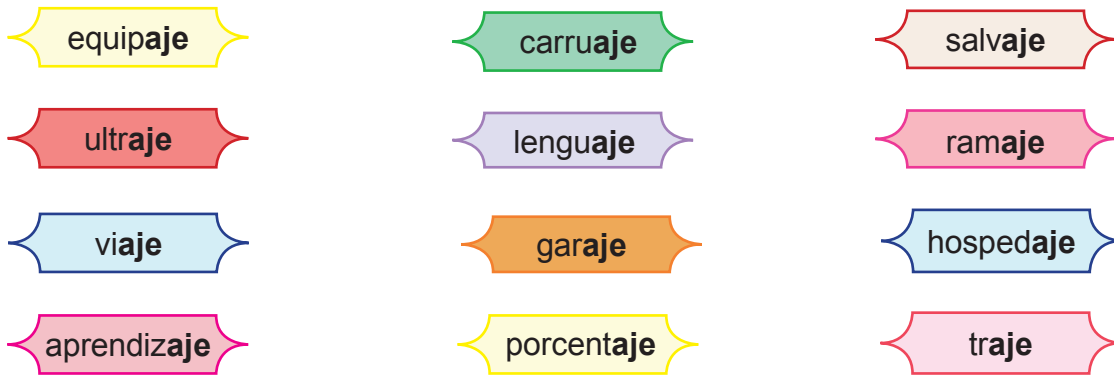 equipaje
carruaje
salvaje
ultraje
lenguaje
ramaje
viaje
garaje
hospedaje
aprendizaje
porcentaje
traje